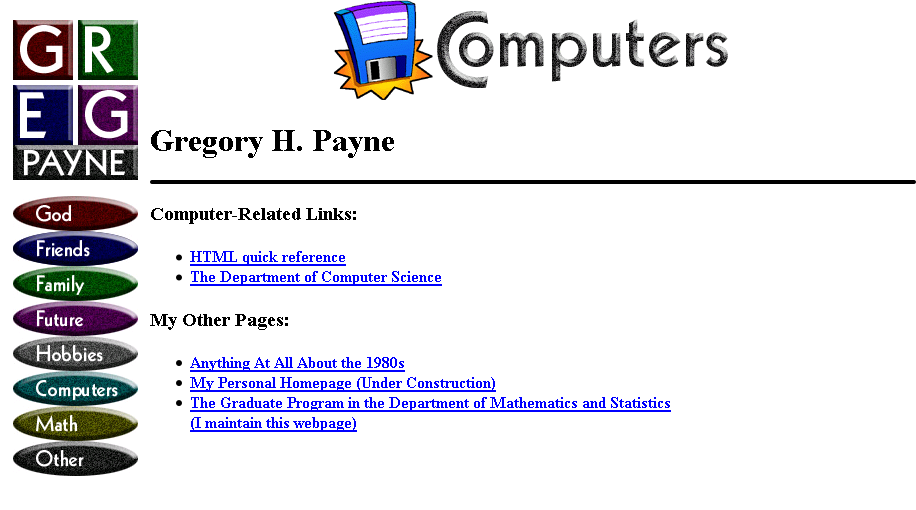 GR
EG
PAYNE
God
Friends
Family
Future
Hobbies
Computers
Math
Other
Computers
Gregory H. Payne
Computer-Related Links:
HTML quick reference
The Department of Computer Science
My Other Pages:
Anything At All About the 1980s
My Personal Homepage (Under Construction)
The Graduate Program in the Department of Mathematics and Statistics
(I maintain this webpage)